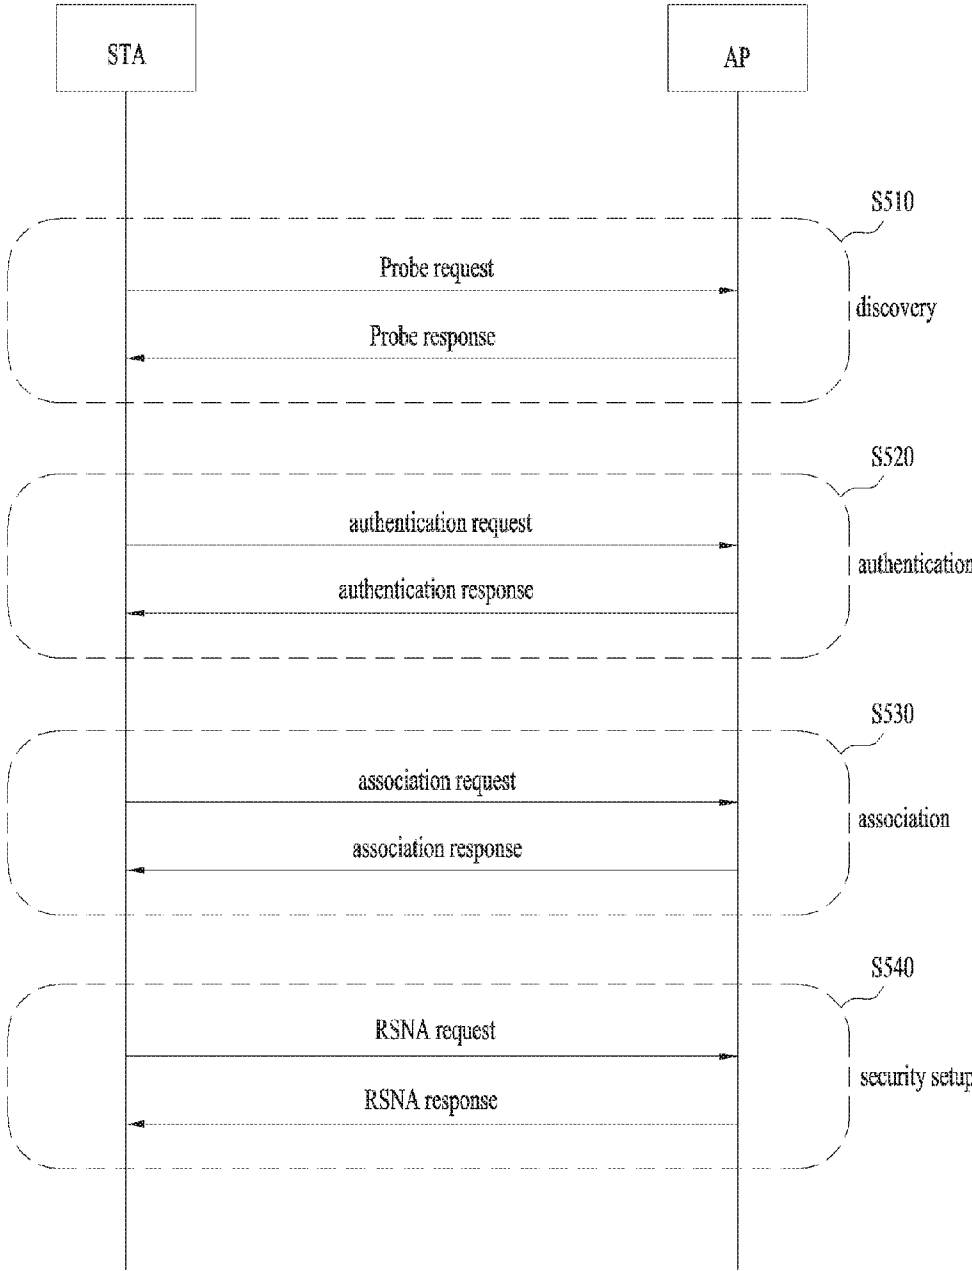 STA
AP
S510
Probe request
discovery
Probe response
S520
authentication request
authentication
authentication response
S530
association request
association
association response
S540
RSNA request
security setup
RSNA response